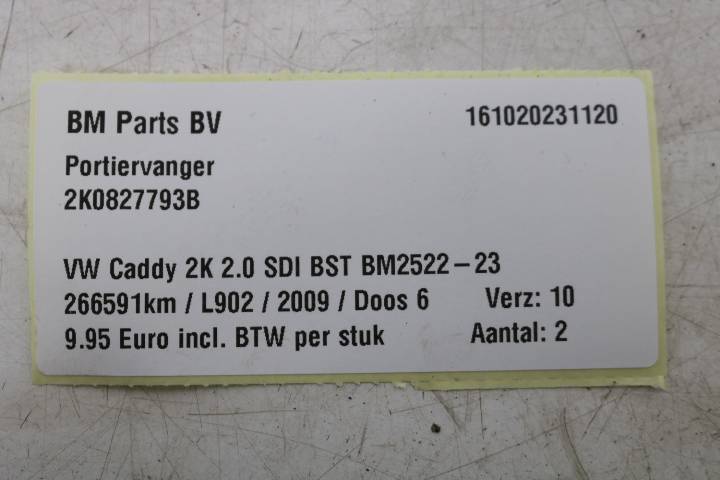 BM Parts BV 161020231120
Portiervanger
2K0827793B
VW Caddy 2K 2.0 SDI BST BM2522-23
266591km / L902 / 2009 / Doos 6 Verz: 10
9.95 Euro incl. BTW per stuk Aantal: 2